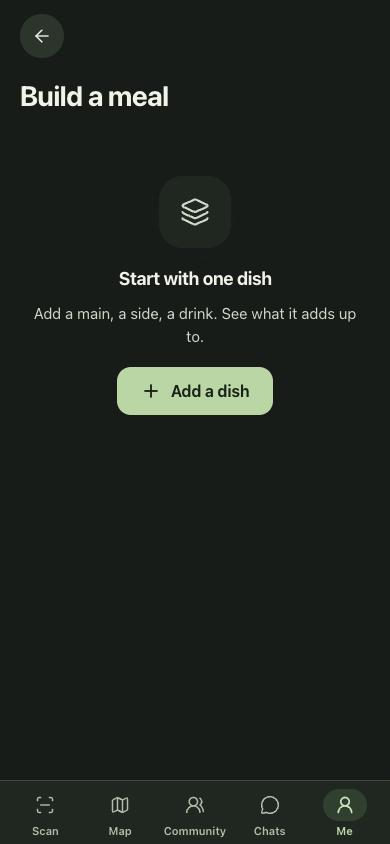 Build a meal
Start with one dish
Add a main, a side, a drink. See what it adds up
to.
Add a dish
Scan
Map
Community
Chats
Me